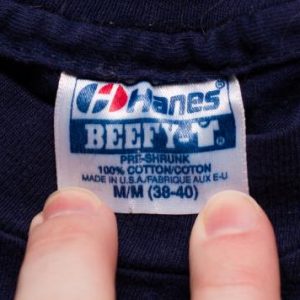 Hanes
BEEFY-T
PRE-SHRUNK
100% COTTON/COTON
MADE IN U.S.A./FABRIQUE AUX E-U
M/M (38-40)